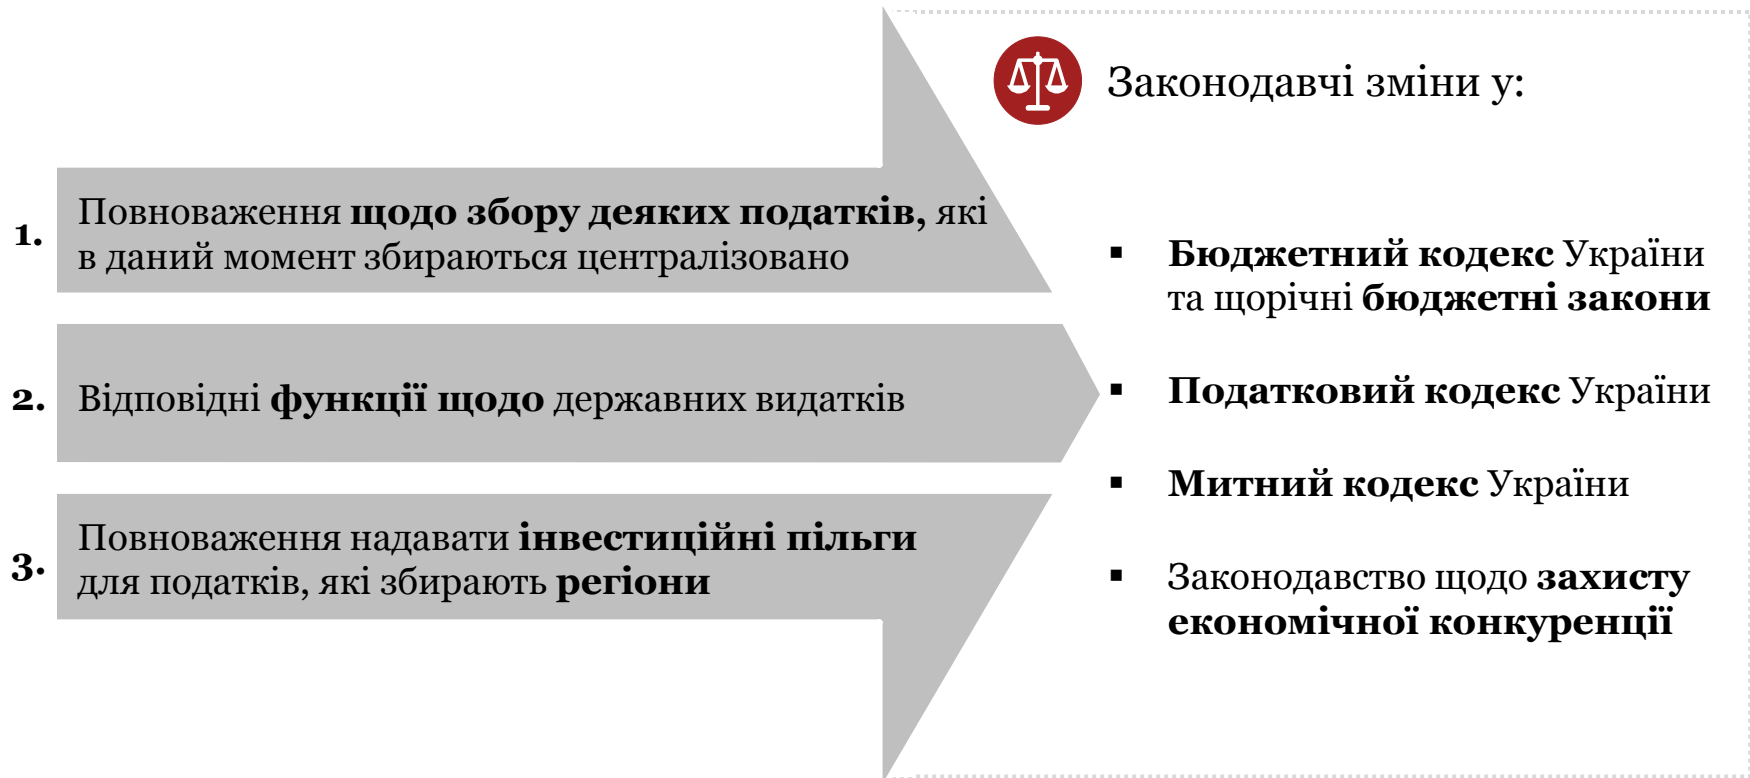 1.
Повноваження щодо збору деяких податків, які
в даний момент збираються централізовано
2.
Відповідні функції щодо державних видатків
3.
Повноваження надавати інвестиційні пільги
для податків, які збирають регіони
Законодавчі зміни у:
▪ Бюджетний кодекс України
та щорічні бюджетні закони
▪ Податковий кодекс України
▪ Митний кодекс України
▪ Законодавство щодо захисту
економічної конкуренції